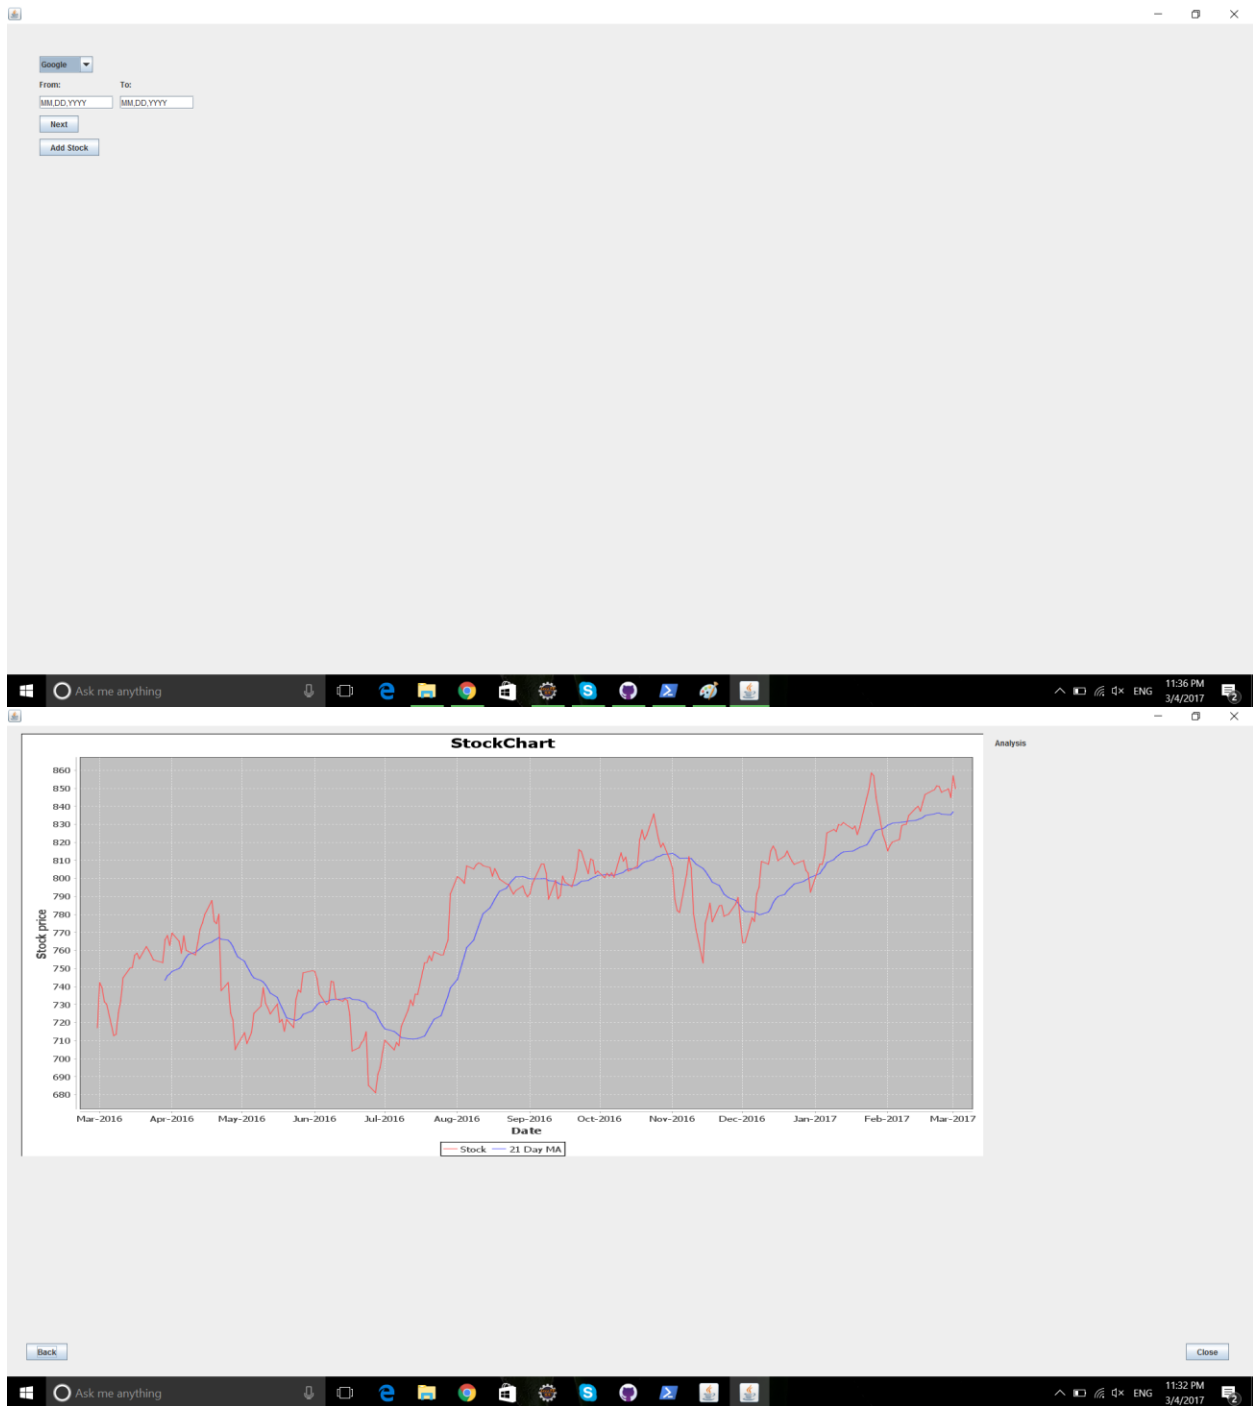 Google
From: To:
MM,DD,YYYY MM,DD,YYYY
Next
Add Stock
Ask me anything
ENG
11:36 PM
3/4/2017
2
StockChart
Analysis
860
850
840
830
820
810
800
790
780
770
760
750
740
730
720
710
700
690
680
Stock price
Mar-2016 Apr-2016 May-2016 Jun-2016 Jul-2016 Aug-2016 Sep-2016 Oct-2016 Nov-2016 Dec-2016 Jan-2017 Feb-2017 Mar-2017
Date
Stock 21 Day MA
Back
Close
Ask me anything
ENG
11:32 PM
3/4/2017
2